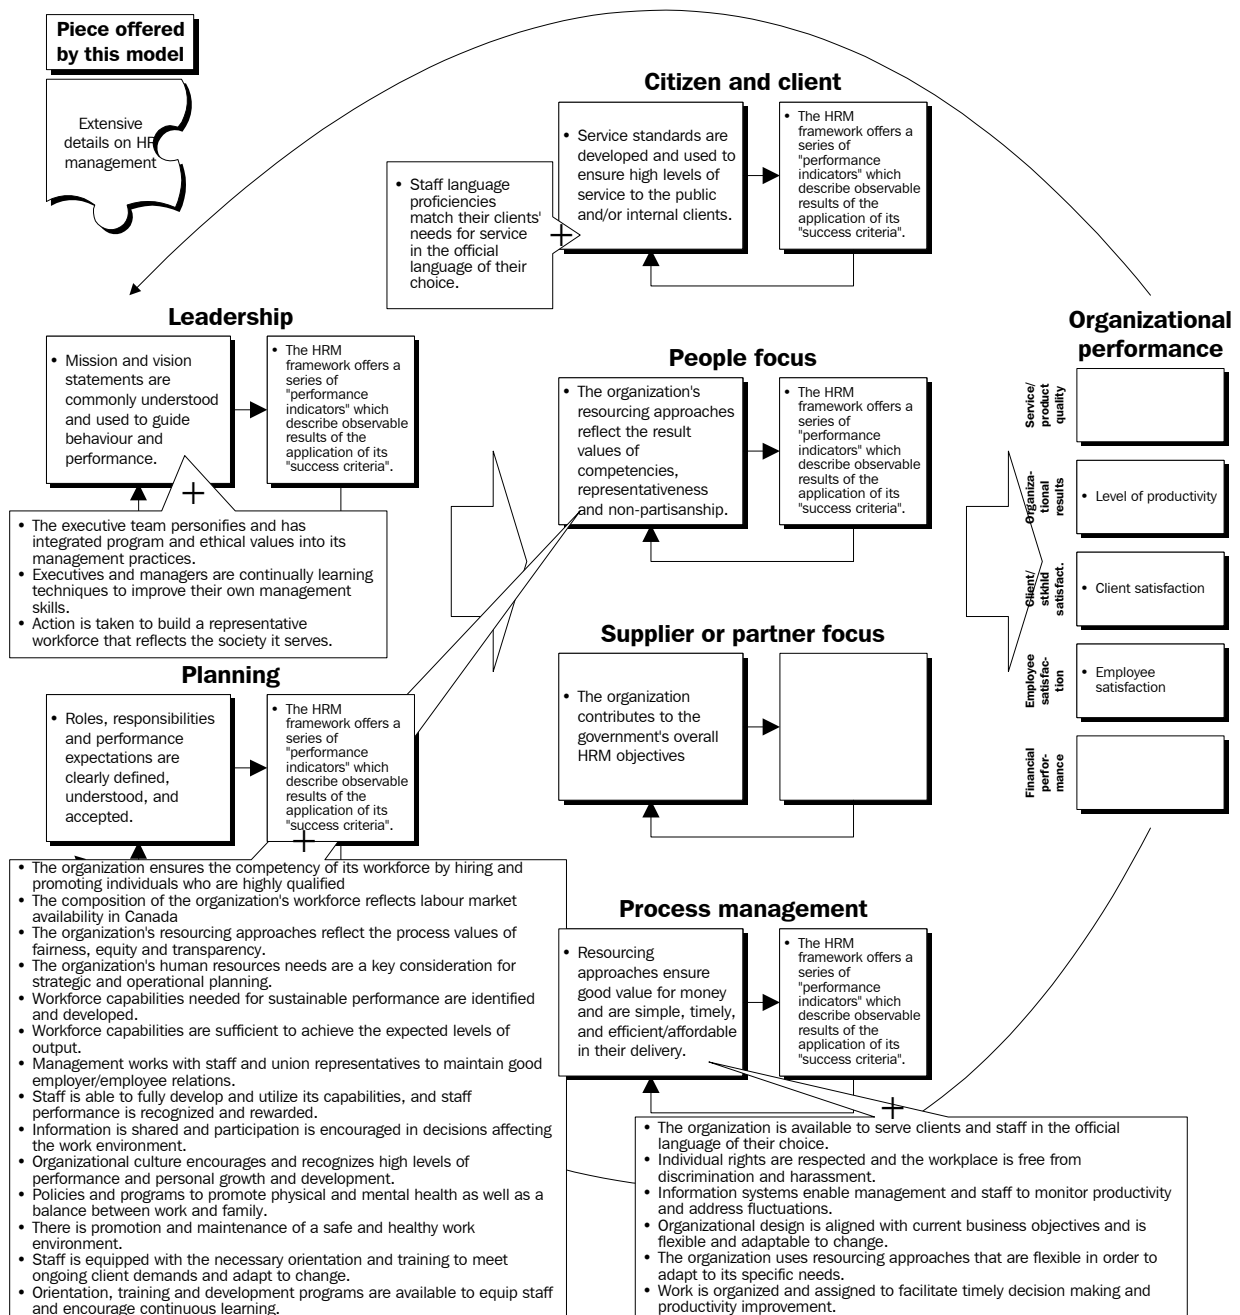 Piece offered
by this model
Extensive
details on HR
management
Citizen and client
• Service standards are
developed and used to
ensure high levels of
service to the public
and/or internal clients.
• The HRM
framework offers a
series of
"performance
indicators" which
describe observable
results of the
application of its
"success criteria".
• Staff language
proficiencies
match their clients'
needs for service
in the official
language of their
choice.
+
Leadership
• Mission and vision
statements are
commonly understood
and used to guide
behaviour and
performance.
• The HRM
framework offers a
series of
"performance
indicators" which
describe observable
results of the
application of its
"success criteria".
+
• The executive team personifies and has
integrated program and ethical values into its
management practices.
• Executives and managers are continually learning
techniques to improve their own management
skills.
• Action is taken to build a representative
workforce that reflects the society it serves.
People focus
• The organization's
resourcing approaches
reflect the result
values of
competencies,
representativeness
and non-partisanship.
• The HRM
framework offers a
series of
"performance
indicators" which
describe observable
results of the
application of its
"success criteria".
Organizational
performance
Service/
product
quality
Organiza-
tional
results
• Level of productivity
Client/
stkhld
satisfact.
• Client satisfaction
Employee
satisfac-
tion
• Employee
satisfaction
Financial
perfor-
mance
Supplier or partner focus
• The organization
contributes to the
government's overall
HRM objectives
Planning
• Roles, responsibilities
and performance
expectations are
clearly defined,
understood, and
accepted.
• The HRM
framework offers a
series of
"performance
indicators" which
describe observable
results of the
application of its
"success criteria".
+
• The organization ensures the competency of its workforce by hiring and
promoting individuals who are highly qualified
• The composition of the organization's workforce reflects labour market
availability in Canada
• The organization's resourcing approaches reflect the process values of
fairness, equity and transparency.
• The organization's human resources needs are a key consideration for
strategic and operational planning.
• Workforce capabilities needed for sustainable performance are identified
and developed.
• Workforce capabilities are sufficient to achieve the expected levels of
output.
• Management works with staff and union representatives to maintain good
employer/employee relations.
• Staff is able to fully develop and utilize its capabilities, and staff
performance is recognized and rewarded.
• Information is shared and participation is encouraged in decisions affecting
the work environment.
• Organizational culture encourages and recognizes high levels of
performance and personal growth and development.
• Policies and programs to promote physical and mental health as well as a
balance between work and family.
• There is promotion and maintenance of a safe and healthy work
environment.
• Staff is equipped with the necessary orientation and training to meet
ongoing client demands and adapt to change.
• Orientation, training and development programs are available to equip staff
and encourage continuous learning.
Process management
• Resourcing
approaches ensure
good value for money
and are simple, timely,
and efficient/affordable
in their delivery.
• The HRM
framework offers a
series of
"performance
indicators" which
describe observable
results of the
application of its
"success criteria".
+
• The organization is available to serve clients and staff in the official
language of their choice.
• Individual rights are respected and the workplace is free from
discrimination and harassment.
• Information systems enable management and staff to monitor productivity
and address fluctuations.
• Organizational design is aligned with current business objectives and is
flexible and adaptable to change.
• The organization uses resourcing approaches that are flexible in order to
adapt to its specific needs.
• Work is organized and assigned to facilitate timely decision making and
productivity improvement.